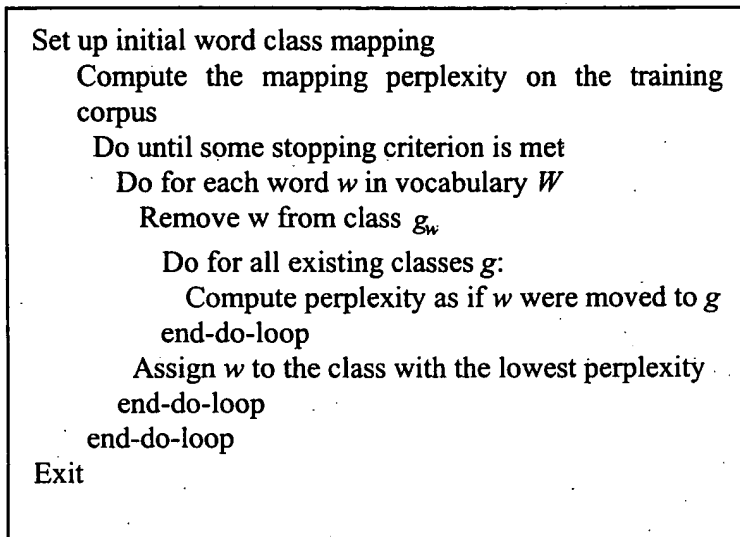 Set up initial word class mapping
Compute the mapping perplexity on the training
corpus
Do until some stopping criterion is met
Do for each word w in vocabulary W
Remove w from class g_w
Do for all existing classes g:
Compute perplexity as if w were moved to g
end-do-loop
Assign w to the class with the lowest perplexity
end-do-loop
end-do-loop
Exit